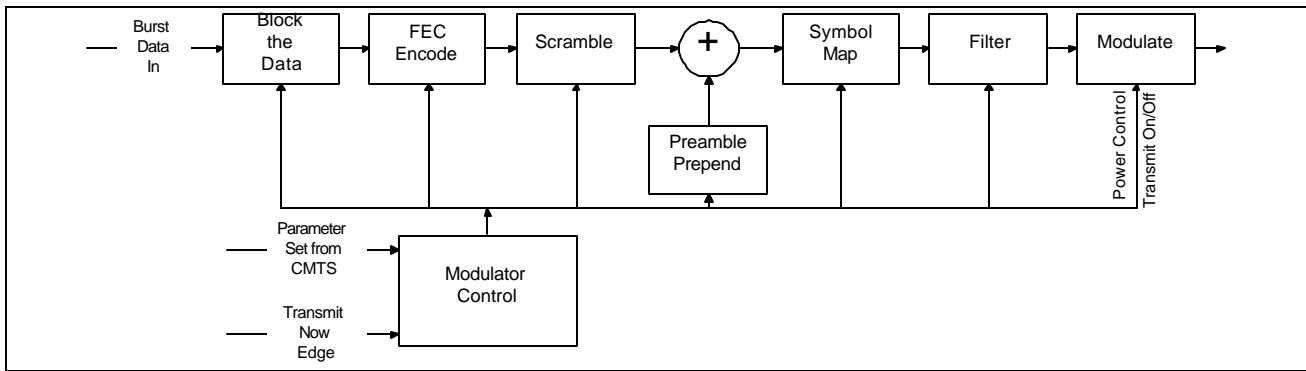 Burst
Data
In
Block
the
Data
FEC
Encode
Scramble
+
Symbol
Map
Filter
Modulate
Preamble
Prepend
Power Control
Transmit On/Off
Parameter
Set from
CMTS
Modulator
Control
Transmit
Now
Edge